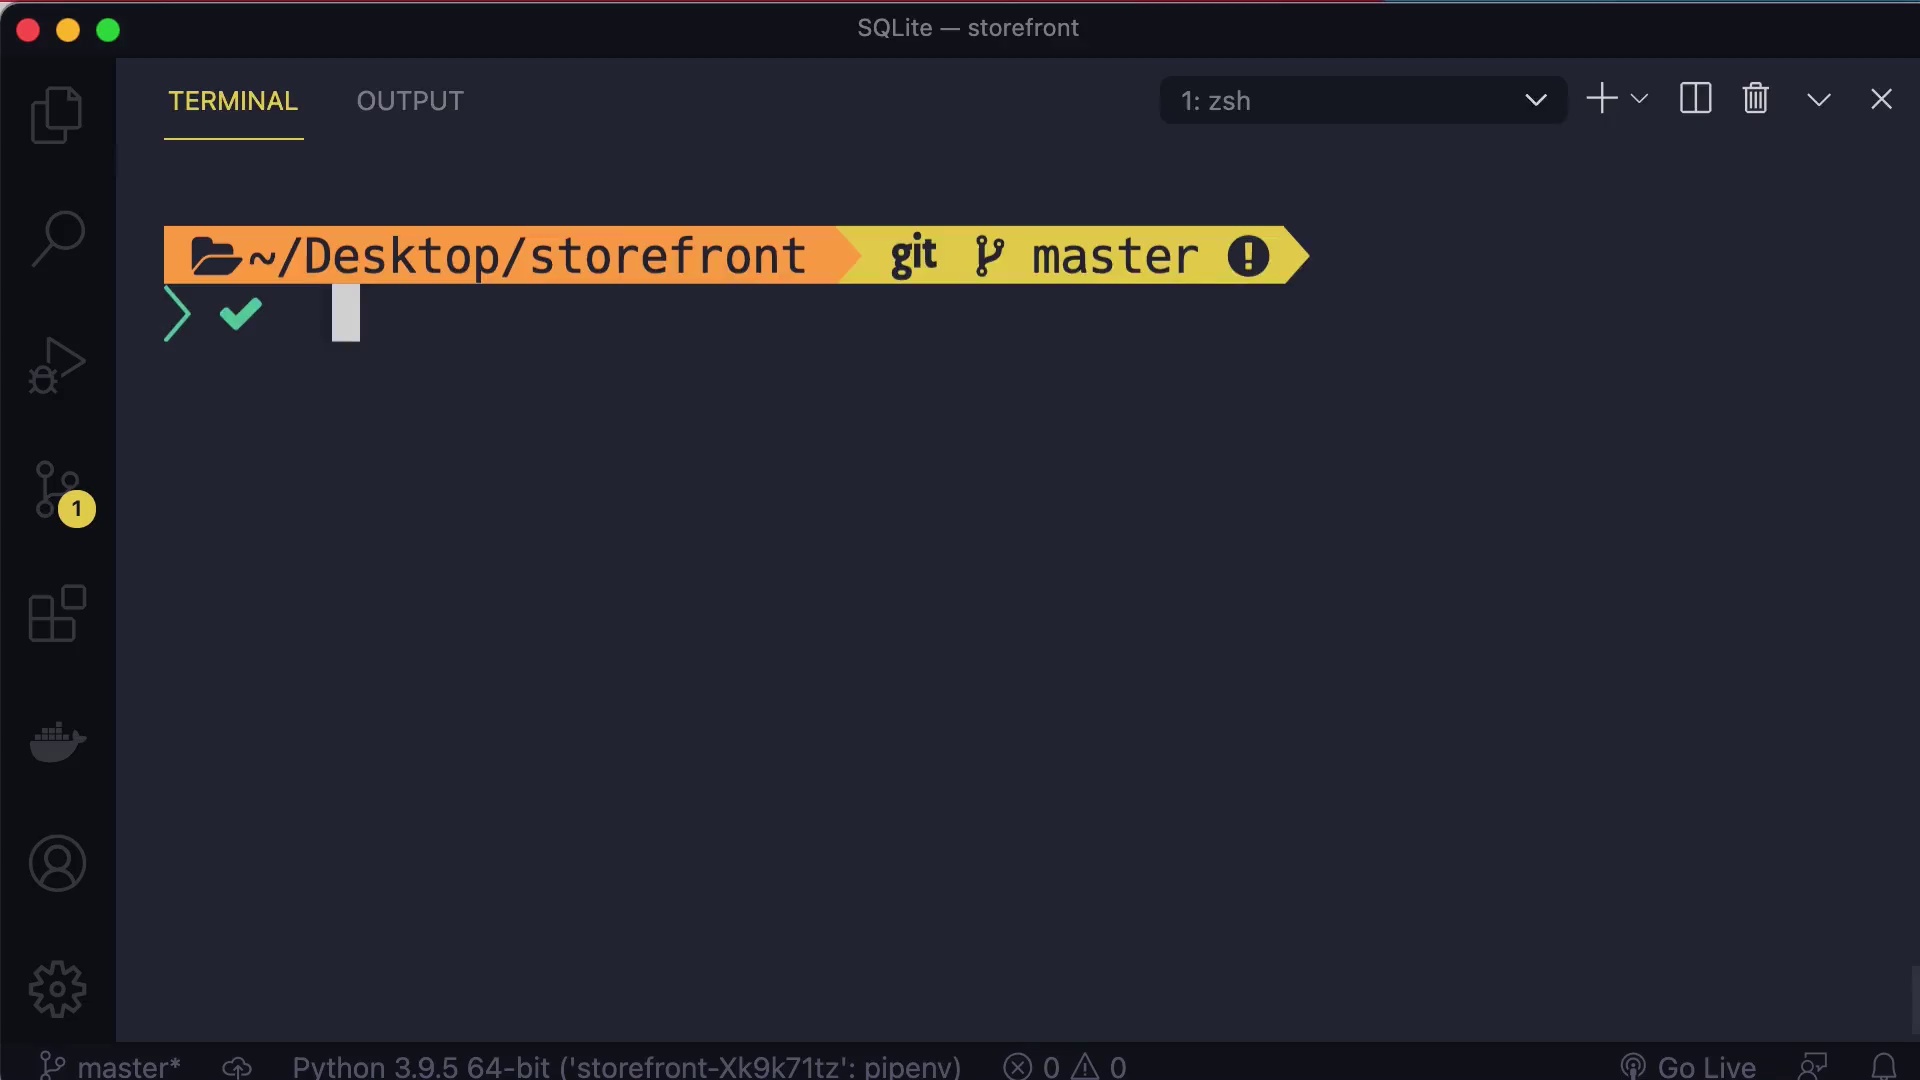 SQLite — storefront
TERMINAL OUTPUT 1: zsh
~/Desktop/storefront git master !
1
master* Python 3.9.5 64-bit ('storefront-Xk9k71tz': pipenv) 0 0 Go Live